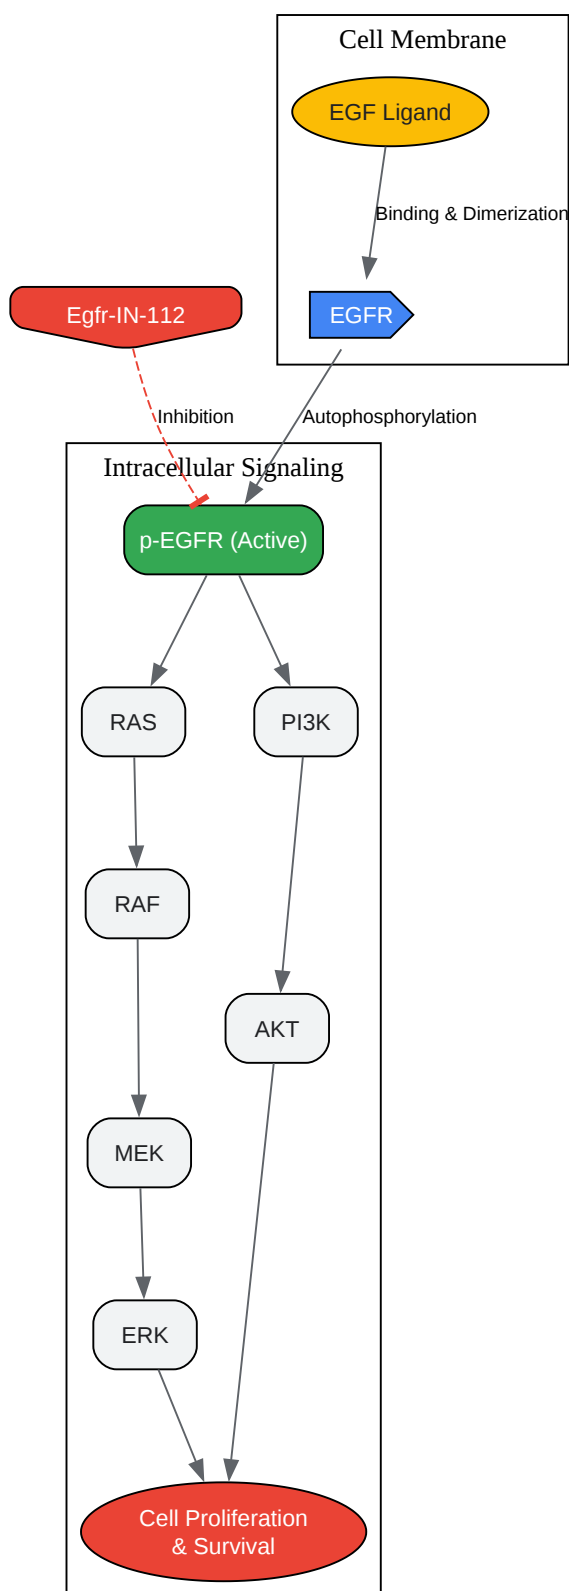 Cell Membrane
EGF Ligand
Binding & Dimerization
Egfr-IN-112
EGFR
Inhibition
Autophosphorylation
Intracellular Signaling
p-EGFR (Active)
RAS
PI3K
RAF
AKT
MEK
ERK
Cell Proliferation
& Survival